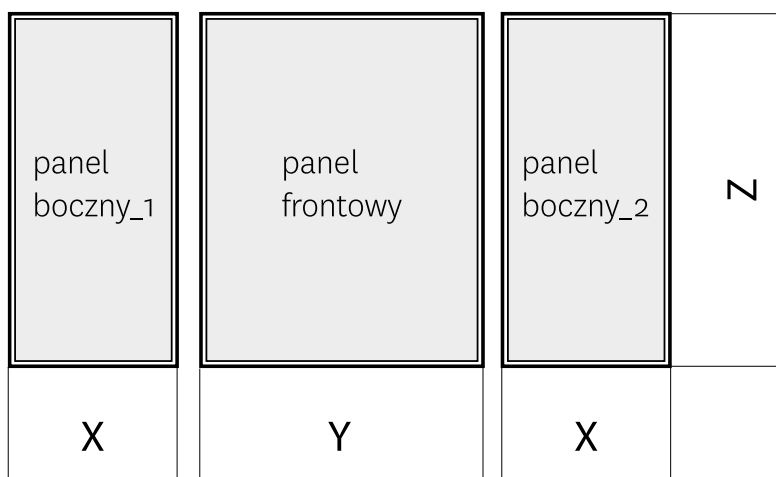 panel
boczny_1
panel
frontowy
panel
boczny_2
Z
X
Y
X